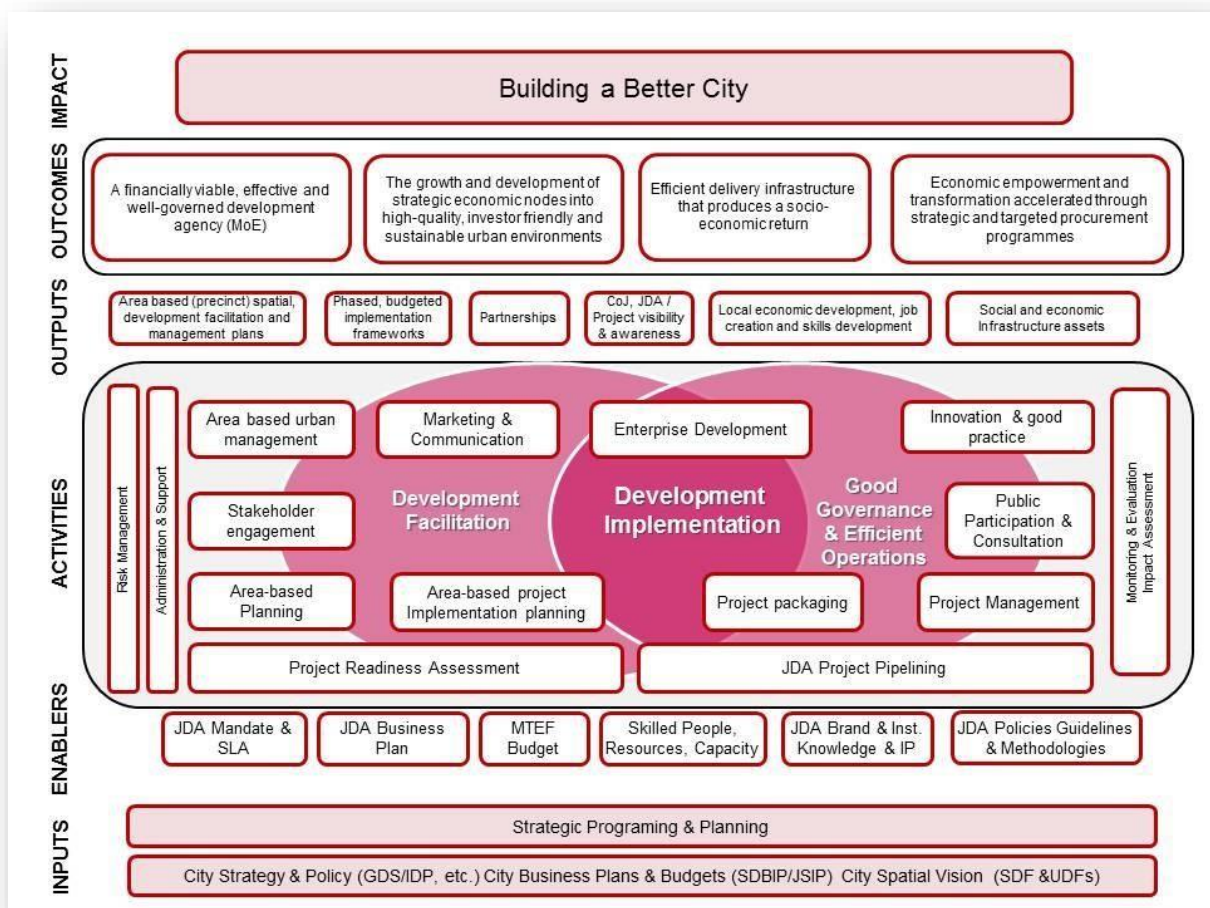 IMPACT
Building a Better City
OUTCOMES
A financially viable, effective and
well-governed development
agency (MoE)
The growth and development of
strategic economic nodes into
high-quality, investor friendly and
sustainable urban environments
Efficient delivery infrastructure
that produces a socio-
economic return
Economic empowerment and
transformation accelerated through
strategic and targeted procurement
programmes
OUTPUTS
Area based (precinct) spatial,
development facilitation and
management plans
Phased, budgeted
implementation
frameworks
Partnerships
CoJ, JDA /
Project visibility
& awareness
Local economic development, job
creation and skills development
Social and economic
Infrastructure assets
ACTIVITIES
Risk Management
Administration & Support
Area based urban
management
Marketing &
Communication
Enterprise Development
Innovation & good
practice
Stakeholder
engagement
Development
Facilitation
Development
Implementation
Good
Governance
& Efficient
Operations
Public
Participation &
Consultation
Area-based
Planning
Area-based project
Implementation planning
Project packaging
Project Management
Project Readiness Assessment
JDA Project Pipelining
Monitoring & Evaluation
Impact Assessment
ENABLERS
JDA Mandate &
SLA
JDA Business
Plan
MTEF
Budget
Skilled People,
Resources, Capacity
JDA Brand & Inst.
Knowledge & IP
JDA Policies Guidelines
& Methodologies
INPUTS
Strategic Programing & Planning
City Strategy & Policy (GDS/IDP, etc.) City Business Plans & Budgets (SDBIP/JSIP) City Spatial Vision (SDF &UDFs)